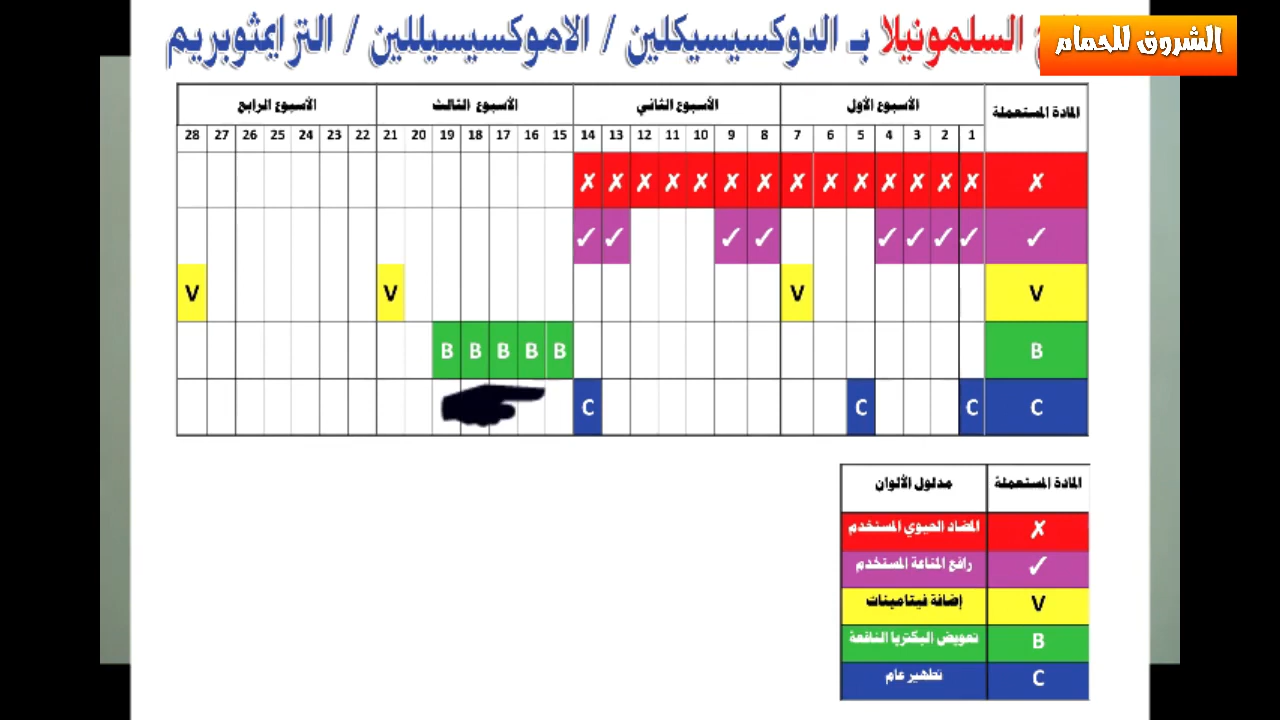 السلمونيلا بـ الدوكسيسيكلين / الاموكسيسيللين / الترايمثوبريم
الشروق للحمام
المادة المستعملة الأسبوع الأول الأسبوع الثاني الأسبوع الثالث الأسبوع الرابع
1 2 3 4 5 6 7 8 9 10 11 12 13 14 15 16 17 18 19 20 21 22 23 24 25 26 27 28
✗ ✗ ✗ ✗ ✗ ✗ ✗ ✗ ✗ ✗ ✗ ✗ ✗ ✗ ✗
✓ ✓ ✓ ✓ ✓ ✓ ✓ ✓ ✓
V V V V
B B B B B B
C C C C
المادة المستعملة مدلول الألوان
✗ المضاد الحيوي المستخدم
✓ رافع المناعة المستخدم
V إضافة فيتامينات
B تعويض البكتريا النافعة
C تطهير عام